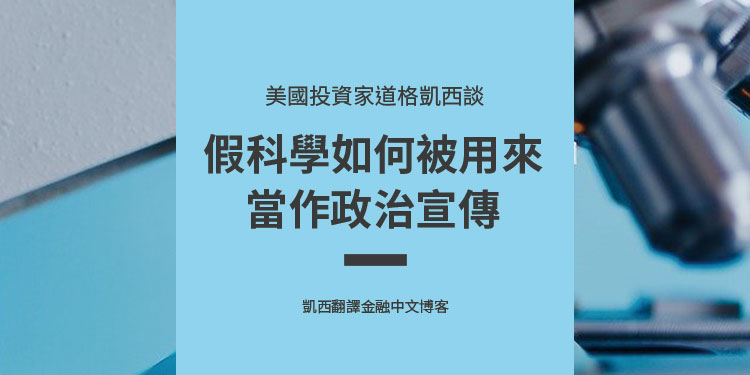 美國投資家道格凱西談
假科學如何被用來
當作政治宣傳
凱西翻譯金融中文博客